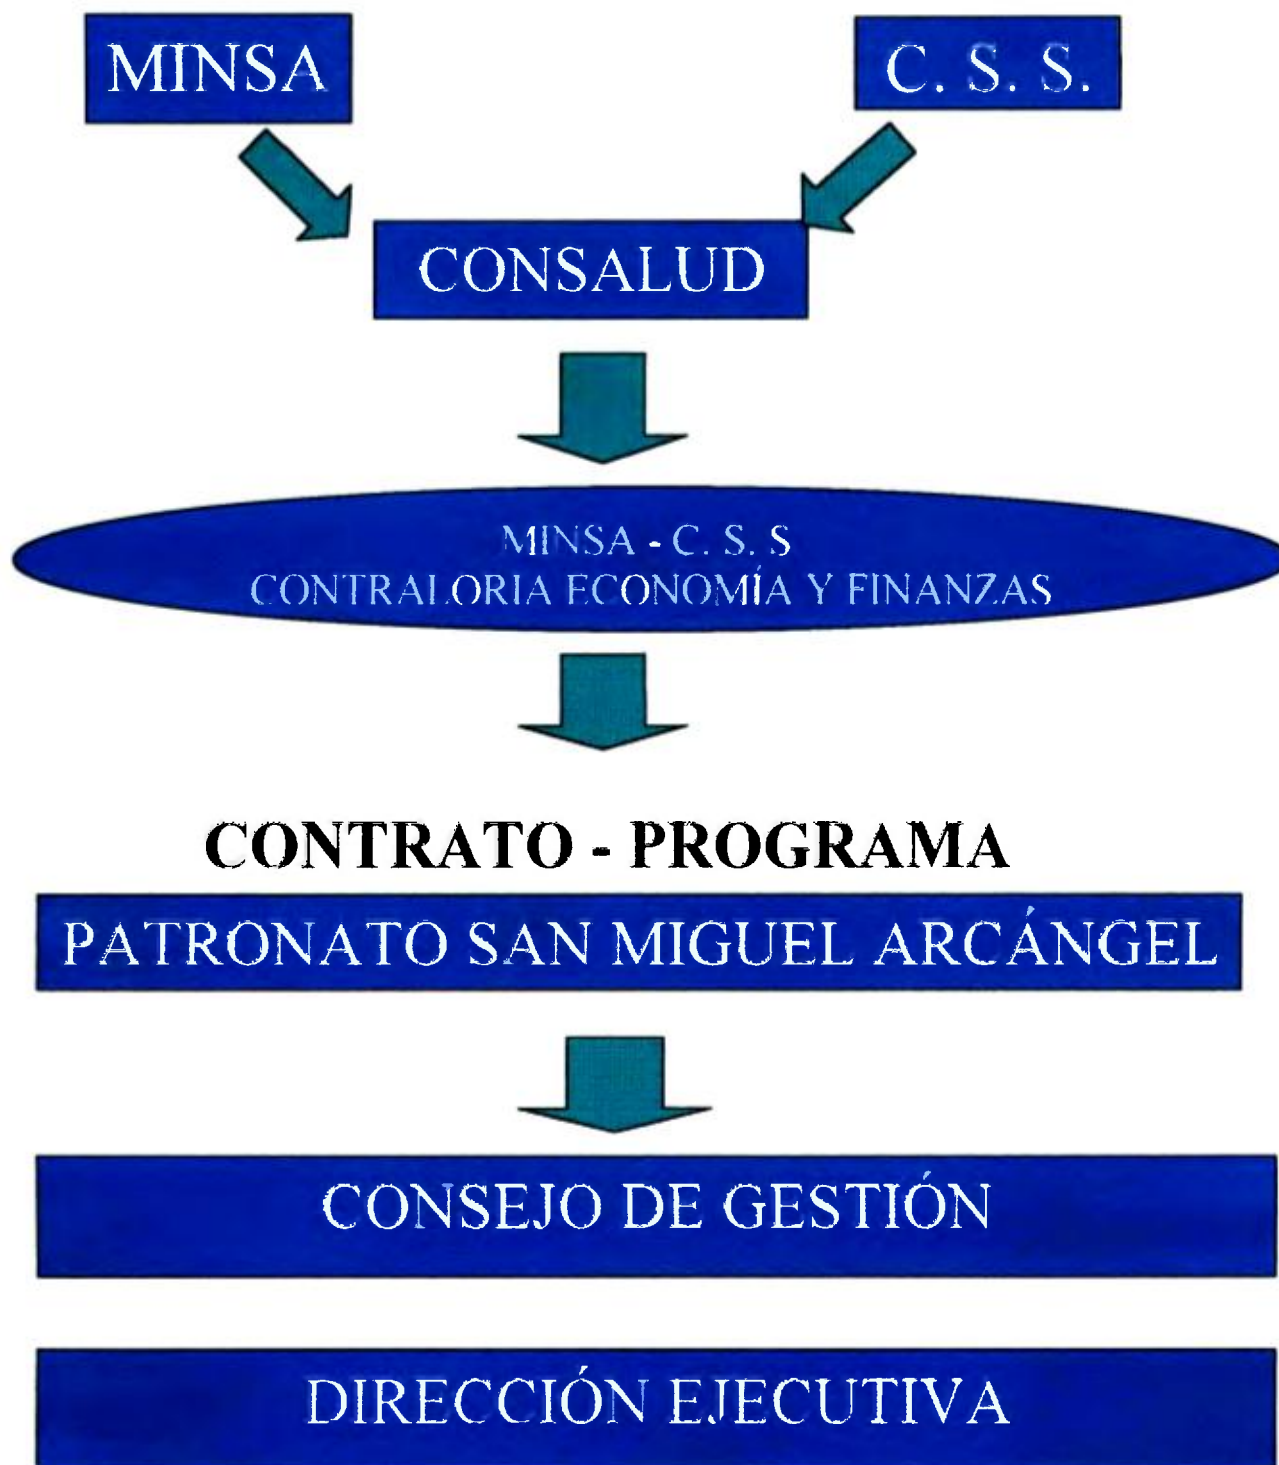 MINSA
C. S. S.
CONSALUD
MINSA - C. S. S
CONTRALORIA ECONOMÍA Y FINANZAS
CONTRATO - PROGRAMA
PATRONATO SAN MIGUEL ARCÁNGEL
CONSEJO DE GESTIÓN
DIRECCIÓN EJECUTIVA